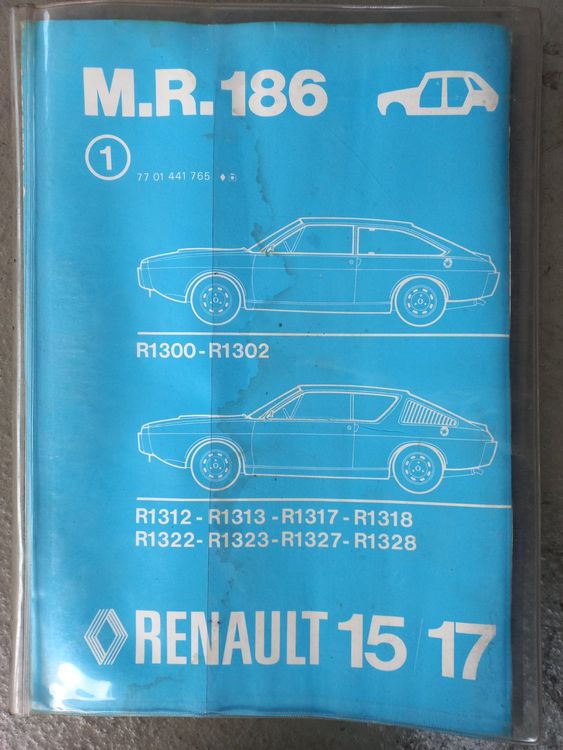 M.R.186
1
77 01 441 765
R1300-R1302
R1312-R1313-R1317-R1318
R1322-R1323-R1327-R1328
RENAULT 15/17